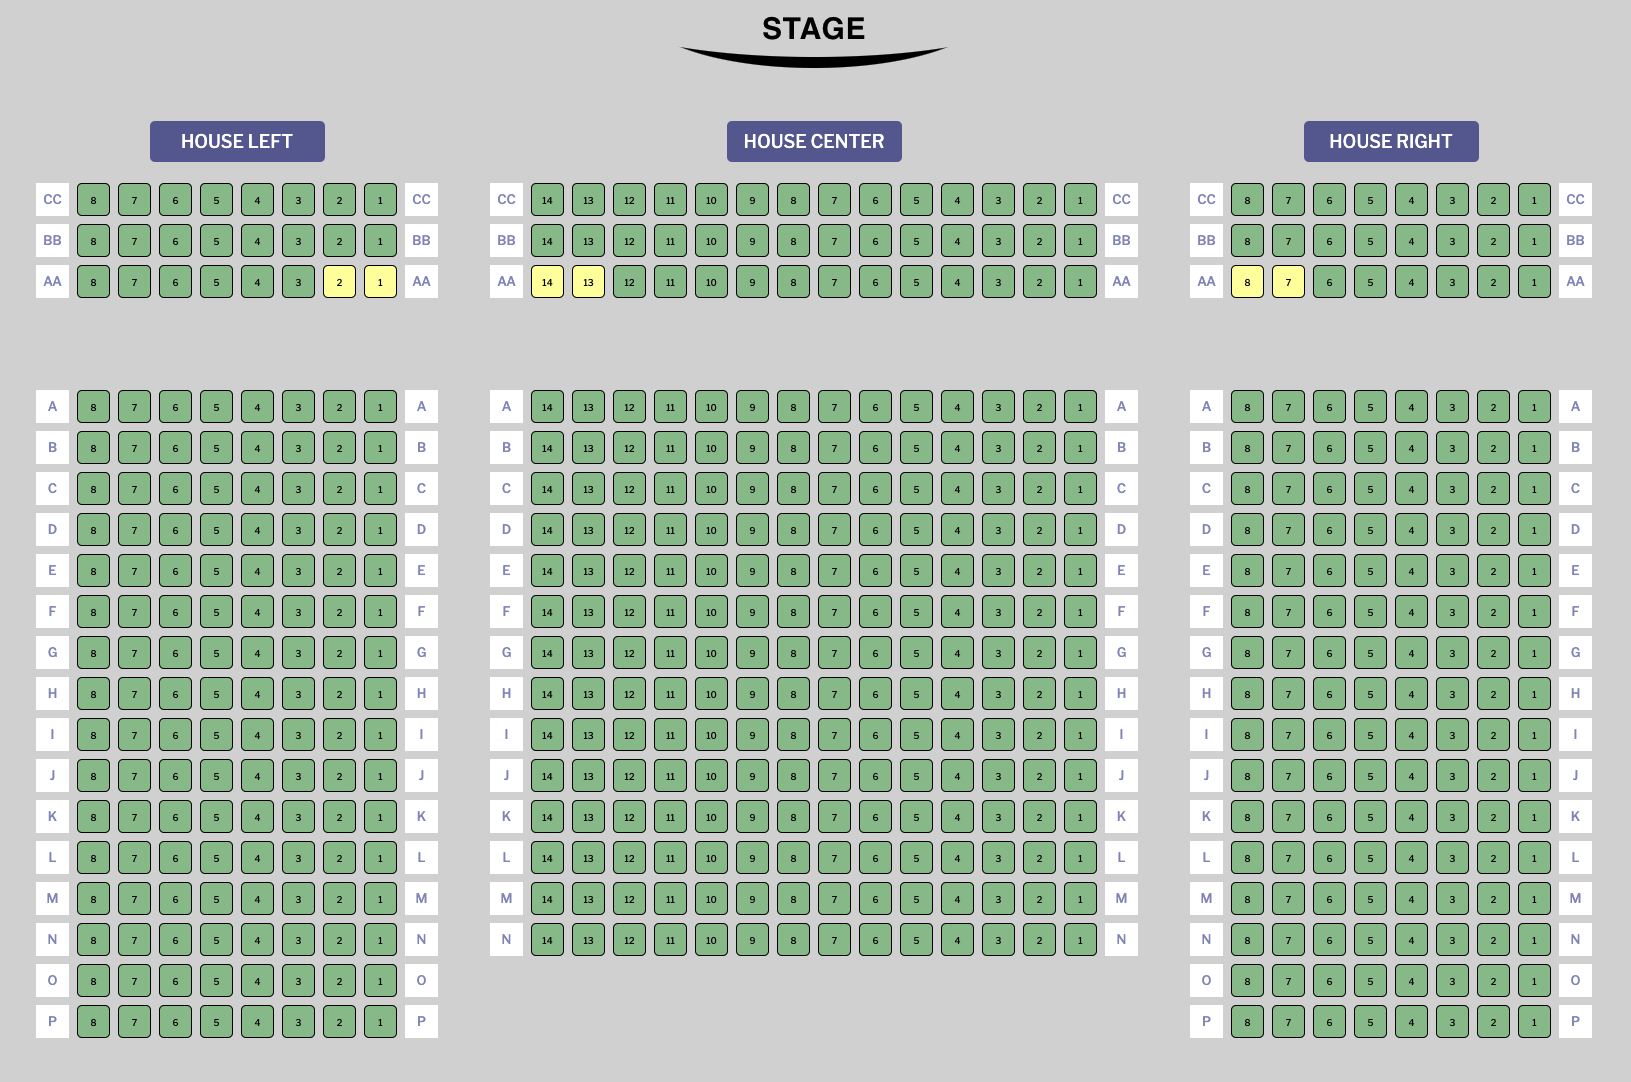 STAGE
HOUSE LEFT HOUSE CENTER HOUSE RIGHT
CC 8 7 6 5 4 3 2 1 CC CC 14 13 12 11 10 9 8 7 6 5 4 3 2 1 CC CC 8 7 6 5 4 3 2 1 CC
BB 8 7 6 5 4 3 2 1 BB BB 14 13 12 11 10 9 8 7 6 5 4 3 2 1 BB BB 8 7 6 5 4 3 2 1 BB
AA 8 7 6 5 4 3 2 1 AA AA 14 13 12 11 10 9 8 7 6 5 4 3 2 1 AA AA 8 7 6 5 4 3 2 1 AA
A 8 7 6 5 4 3 2 1 A A 14 13 12 11 10 9 8 7 6 5 4 3 2 1 A A 8 7 6 5 4 3 2 1 A
B 8 7 6 5 4 3 2 1 B B 14 13 12 11 10 9 8 7 6 5 4 3 2 1 B B 8 7 6 5 4 3 2 1 B
C 8 7 6 5 4 3 2 1 C C 14 13 12 11 10 9 8 7 6 5 4 3 2 1 C C 8 7 6 5 4 3 2 1 C
D 8 7 6 5 4 3 2 1 D D 14 13 12 11 10 9 8 7 6 5 4 3 2 1 D D 8 7 6 5 4 3 2 1 D
E 8 7 6 5 4 3 2 1 E E 14 13 12 11 10 9 8 7 6 5 4 3 2 1 E E 8 7 6 5 4 3 2 1 E
F 8 7 6 5 4 3 2 1 F F 14 13 12 11 10 9 8 7 6 5 4 3 2 1 F F 8 7 6 5 4 3 2 1 F
G 8 7 6 5 4 3 2 1 G G 14 13 12 11 10 9 8 7 6 5 4 3 2 1 G G 8 7 6 5 4 3 2 1 G
H 8 7 6 5 4 3 2 1 H H 14 13 12 11 10 9 8 7 6 5 4 3 2 1 H H 8 7 6 5 4 3 2 1 H
I 8 7 6 5 4 3 2 1 I I 14 13 12 11 10 9 8 7 6 5 4 3 2 1 I I 8 7 6 5 4 3 2 1 I
J 8 7 6 5 4 3 2 1 J J 14 13 12 11 10 9 8 7 6 5 4 3 2 1 J J 8 7 6 5 4 3 2 1 J
K 8 7 6 5 4 3 2 1 K K 14 13 12 11 10 9 8 7 6 5 4 3 2 1 K K 8 7 6 5 4 3 2 1 K
L 8 7 6 5 4 3 2 1 L L 14 13 12 11 10 9 8 7 6 5 4 3 2 1 L L 8 7 6 5 4 3 2 1 L
M 8 7 6 5 4 3 2 1 M M 14 13 12 11 10 9 8 7 6 5 4 3 2 1 M M 8 7 6 5 4 3 2 1 M
N 8 7 6 5 4 3 2 1 N N 14 13 12 11 10 9 8 7 6 5 4 3 2 1 N N 8 7 6 5 4 3 2 1 N
O 8 7 6 5 4 3 2 1 O O 8 7 6 5 4 3 2 1 O
P 8 7 6 5 4 3 2 1 P P 8 7 6 5 4 3 2 1 P